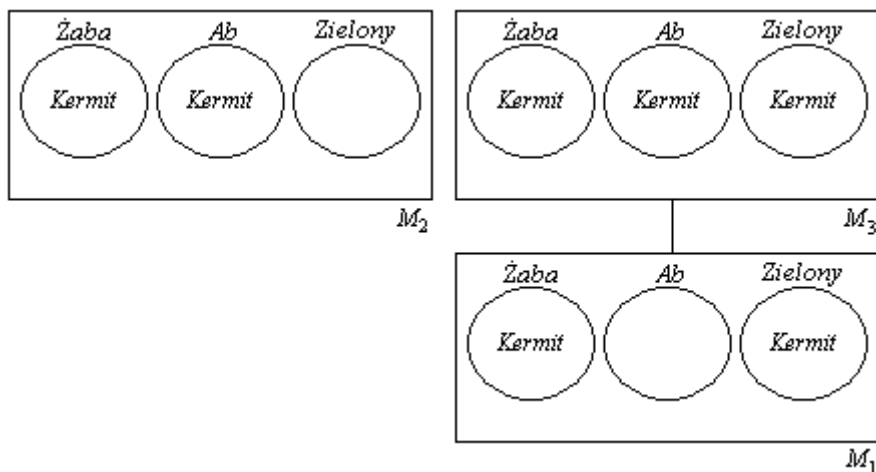 Żaba Ab Zielony
Kermit Kermit
M2
Żaba Ab Zielony
Kermit Kermit Kermit
M3
Żaba Ab Zielony
Kermit Kermit
M1